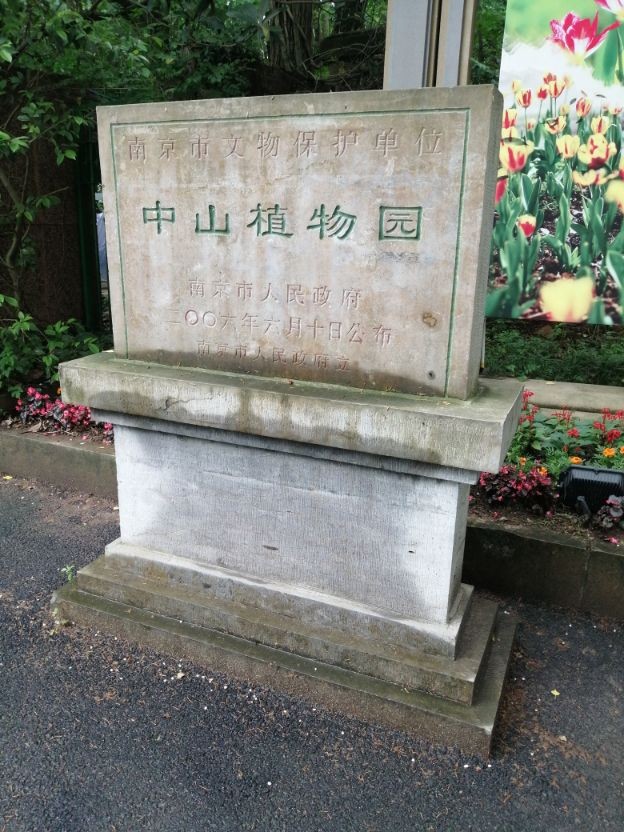 南京市文物保护单位
中山植物园
南京市人民政府
二〇〇六年六月十日公布
南京市人民政府立